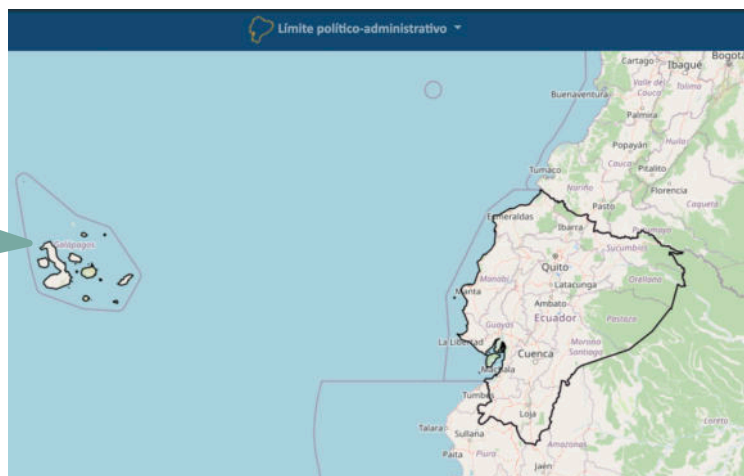 Límite político-administrativo
Cartago
Ibagué
Bogotá
Valle del
Cauca
Tolima
Buenaventura
Palmira
Cauca
Huila
Popayán
Pitalito
Tumaco
Florencia
Nariño
Caquetá
Pasto
Esmeraldas
Ibarra
Putumayo
Sucumbíos
Galápagos
Quito
Orellana
Manabí
Manta
Latacunga
Ambato
Pastaza
Guayas
Ecuador
La Libertad
Morona
Santiago
Cuenca
Machala
Tumbes
Loreto
Loja
Talara
Sullana
Amazonas
Paita
Piura
Jaén